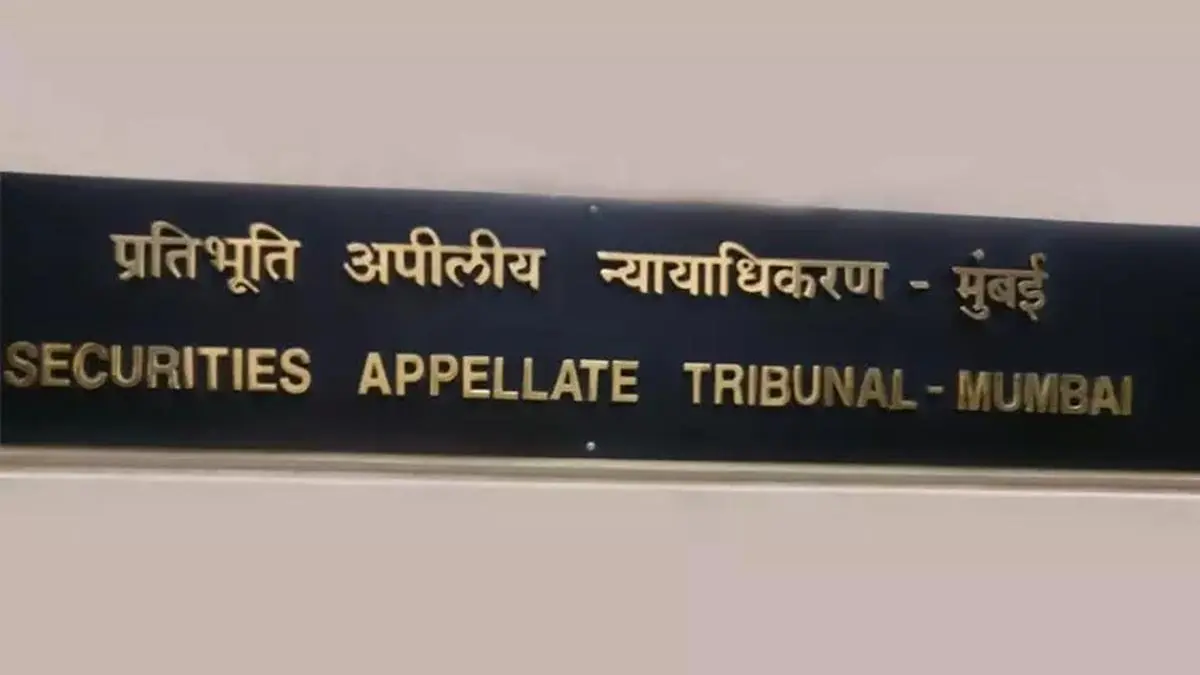 प्रतिभूति अपीलीय न्यायाधिकरण - मुंबई
SECURITIES APPELLATE TRIBUNAL - MUMBAI